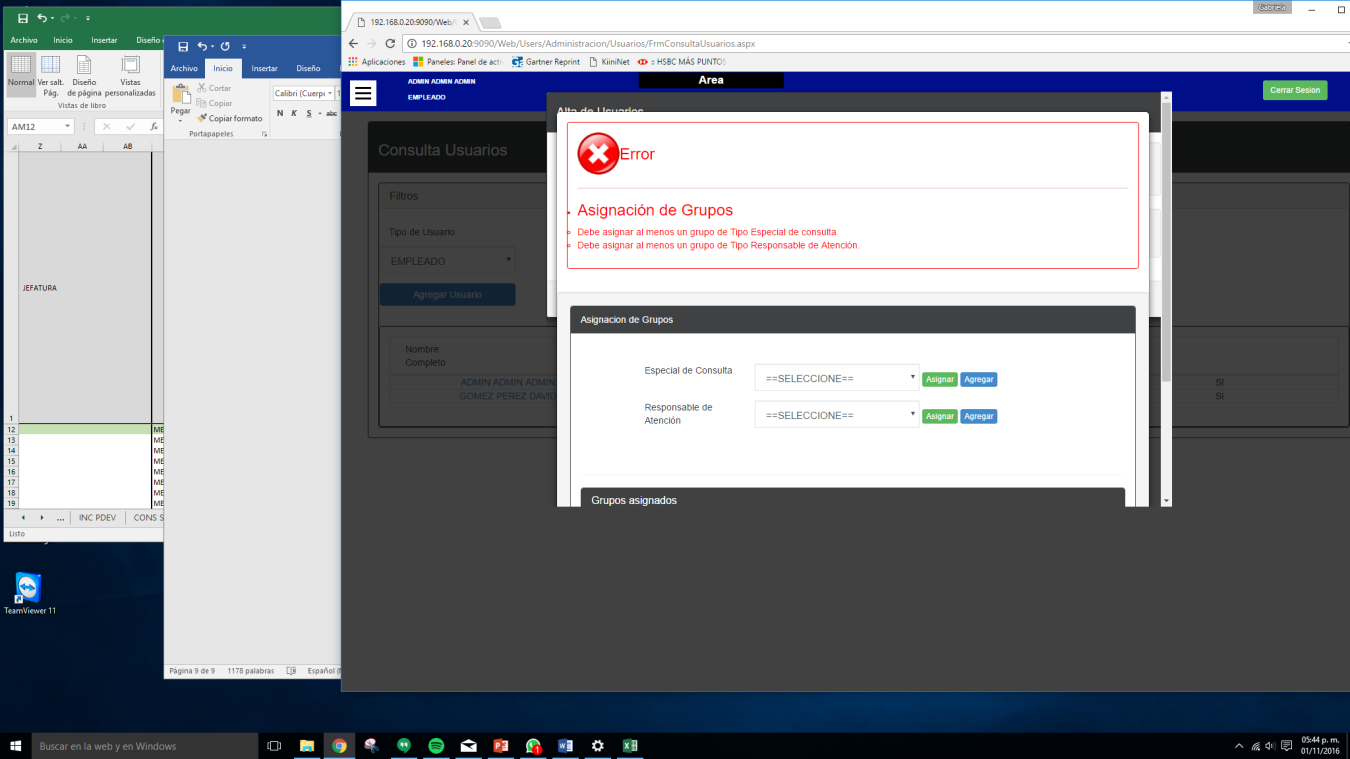 Archivo Inicio Insertar Diseño
Normal Ver salt. Pág. Diseño de página Vistas personalizadas
Vistas de libro
AM12
Z AA AB
JEFATURA
1
12
13
14
15
16
17
18
19
... INC PDEV CONS S
Listo
TeamViewer 11
Archivo Inicio Insertar Diseño
Pegar
Cortar
Copiar
Copiar formato
Portapapeles
Calibri (Cuerpo
N K S abc
Página 9 de 9 1178 palabras Español
Gabriela
192.168.0.20:9090/Web/
192.168.0.20:9090/Web/Users/Administracion/Usuarios/FrmConsultaUsuarios.aspx
Aplicaciones Paneles: Panel de acti Gartner Reprint KiiniNet :: HSBC MÁS PUNTOS
ADMIN ADMIN ADMIN
EMPLEADO
Area
Cerrar Sesion
Alta de Usuarios
Consulta Usuarios
Filtros
Tipo de Usuario
EMPLEADO
Agregar Usuario
Nombre
Completo
ADMIN ADMIN ADMIN
SI
GOMEZ PEREZ DAVID
SI
Error
Asignación de Grupos
Debe asignar al menos un grupo de Tipo Especial de consulta.
Debe asignar al menos un grupo de Tipo Responsable de Atención.
Asignacion de Grupos
Especial de Consulta ==SELECCIONE== Asignar Agregar
Responsable de
Atención ==SELECCIONE== Asignar Agregar
Grupos asignados
Buscar en la web y en Windows
05:44 p. m.
01/11/2016